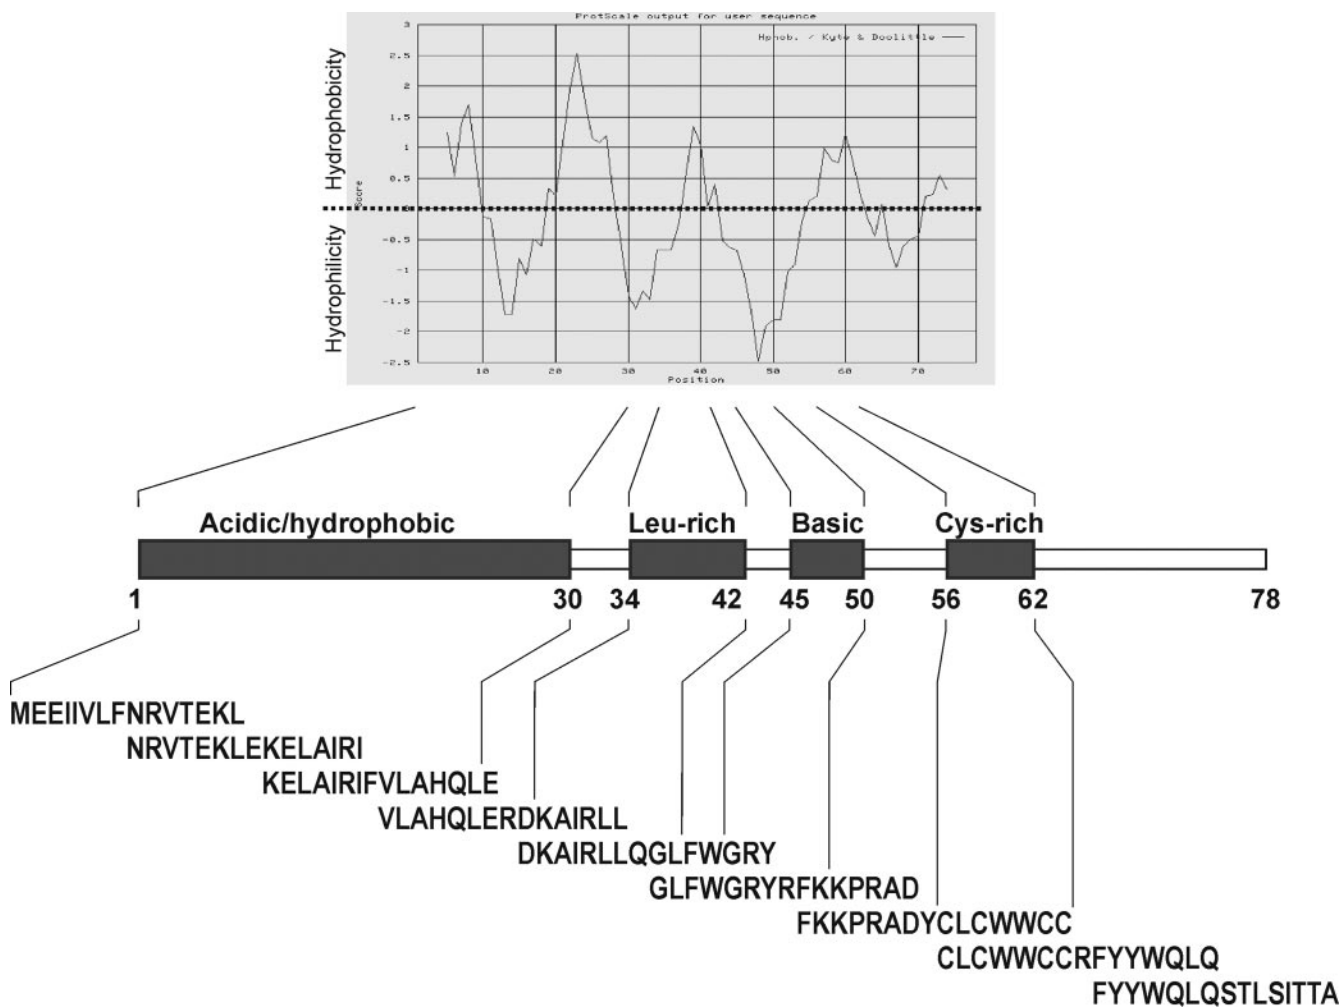 ProtScale output for user sequence
Hphob. / Kyte & Doolittle
Hydrophobicity
Hydrophilicity
Score
3
2.5
2
1.5
1
0.5
0
-0.5
-1
-1.5
-2
-2.5
10 20 30 40 50 60 70
Position
Acidic/hydrophobic Leu-rich Basic Cys-rich
1 30 34 42 45 50 56 62 78
MEEIIVLFNRVTEKL
NRVTEKLEKELAIRI
KELAIRIFVLAHQLE
VLAHQLERDKAIRLL
DKAIRLLQGLFWGRY
GLFWGRYRFKKPRAD
FKKPRADYCLCWWCC
CLCWWCCRFYYWQLQ
FYYWQLQSTLSITTA